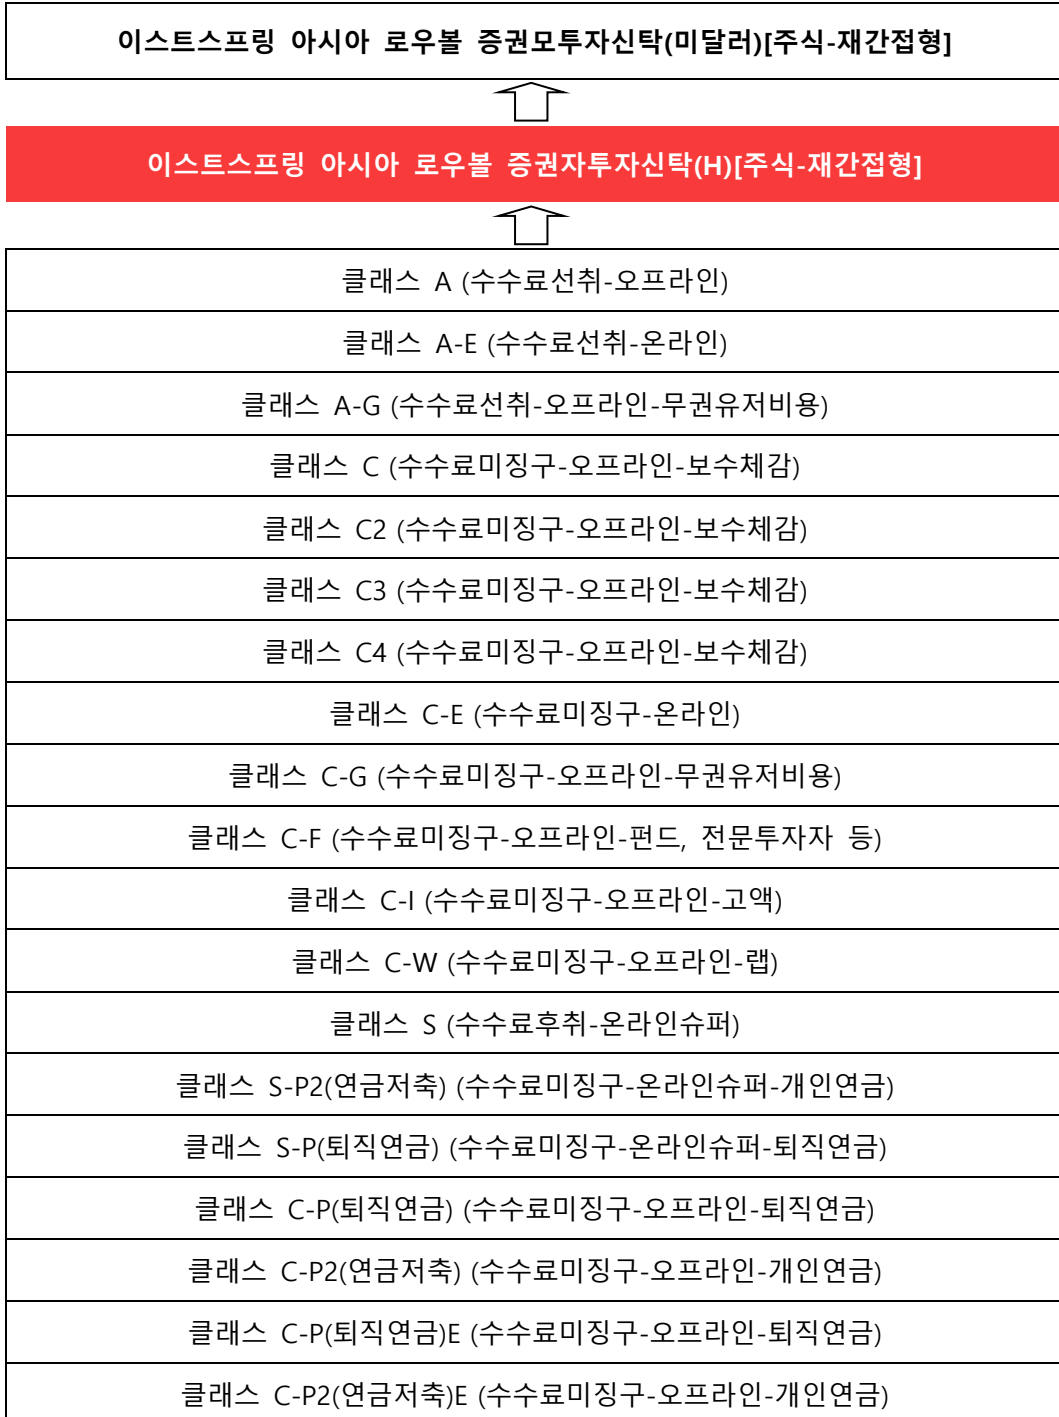 이스트스프링 아시아 로우볼 증권모투자신탁(미달러)[주식-재간접형]
이스트스프링 아시아 로우볼 증권자투자신탁(H)[주식-재간접형]
클래스 A (수수료선취-오프라인)
클래스 A-E (수수료선취-온라인)
클래스 A-G (수수료선취-오프라인-무권유저비용)
클래스 C (수수료미징구-오프라인-보수체감)
클래스 C2 (수수료미징구-오프라인-보수체감)
클래스 C3 (수수료미징구-오프라인-보수체감)
클래스 C4 (수수료미징구-오프라인-보수체감)
클래스 C-E (수수료미징구-온라인)
클래스 C-G (수수료미징구-오프라인-무권유저비용)
클래스 C-F (수수료미징구-오프라인-펀드, 전문투자자 등)
클래스 C-I (수수료미징구-오프라인-고액)
클래스 C-W (수수료미징구-오프라인-랩)
클래스 S (수수료후취-온라인슈퍼)
클래스 S-P2(연금저축) (수수료미징구-온라인슈퍼-개인연금)
클래스 S-P(퇴직연금) (수수료미징구-온라인슈퍼-퇴직연금)
클래스 C-P(퇴직연금) (수수료미징구-오프라인-퇴직연금)
클래스 C-P2(연금저축) (수수료미징구-오프라인-개인연금)
클래스 C-P(퇴직연금)E (수수료미징구-오프라인-퇴직연금)
클래스 C-P2(연금저축)E (수수료미징구-오프라인-개인연금)